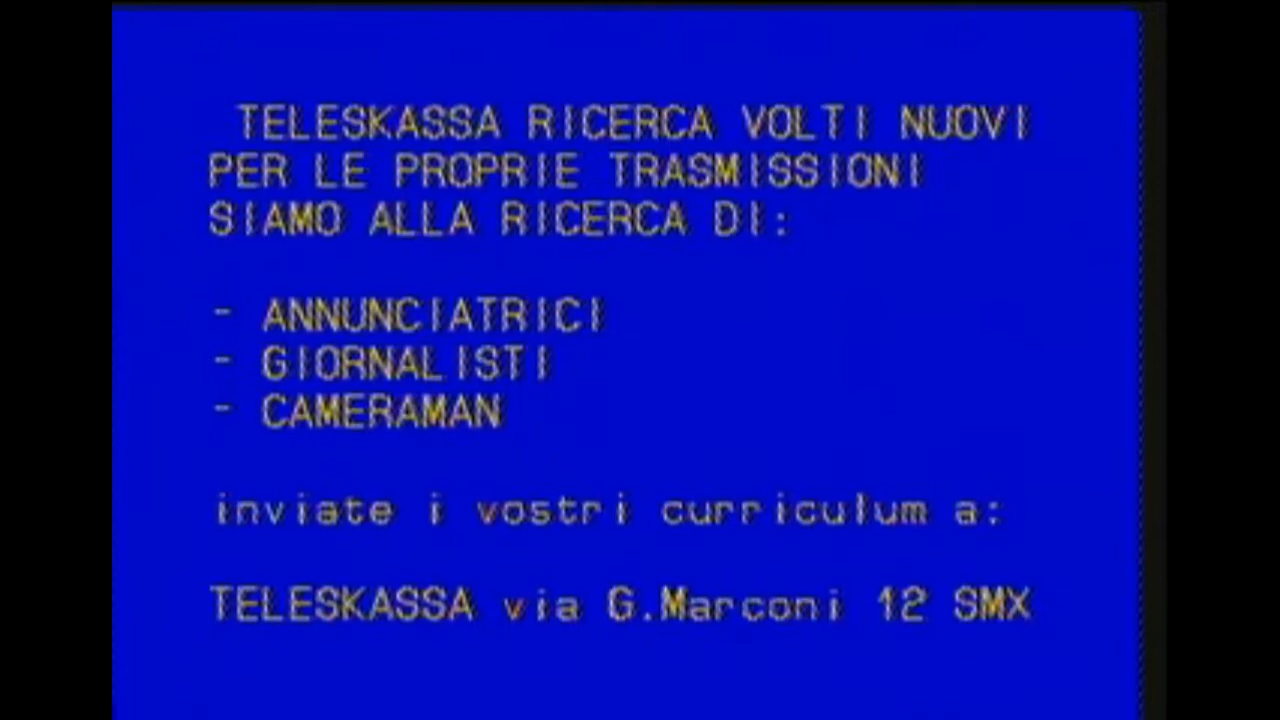 TELESKASSA RICERCA VOLTI NUOVI
PER LE PROPRIE TRASMISSIONI
SIAMO ALLA RICERCA DI:
- ANNUNCIATRICI
- GIORNALISTI
- CAMERAMAN
inviate i vostri curriculum a:
TELESKASSA via G.Marconi 12 SMX